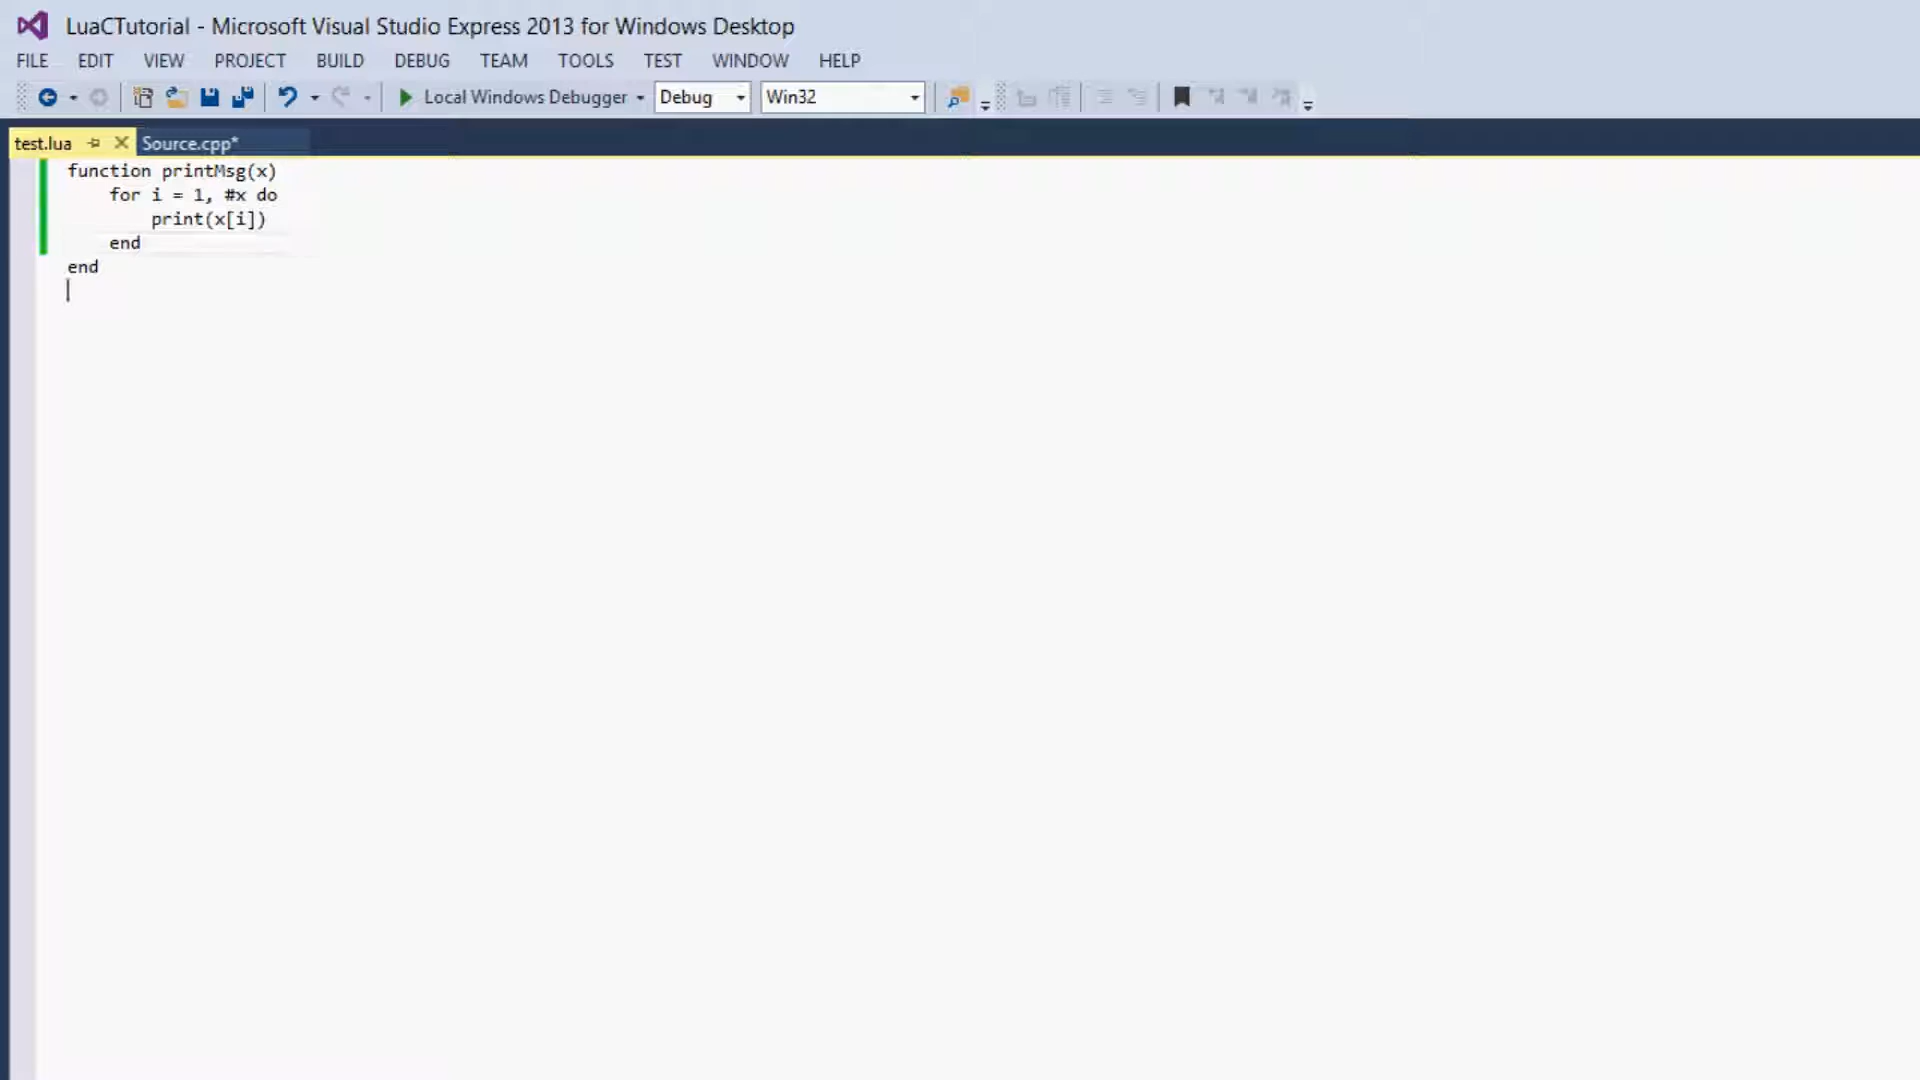 LuaCTutorial - Microsoft Visual Studio Express 2013 for Windows Desktop
FILE EDIT VIEW PROJECT BUILD DEBUG TEAM TOOLS TEST WINDOW HELP
Local Windows Debugger Debug Win32
test.lua Source.cpp*
function printMsg(x)
for i = 1, #x do
print(x[i])
end
end